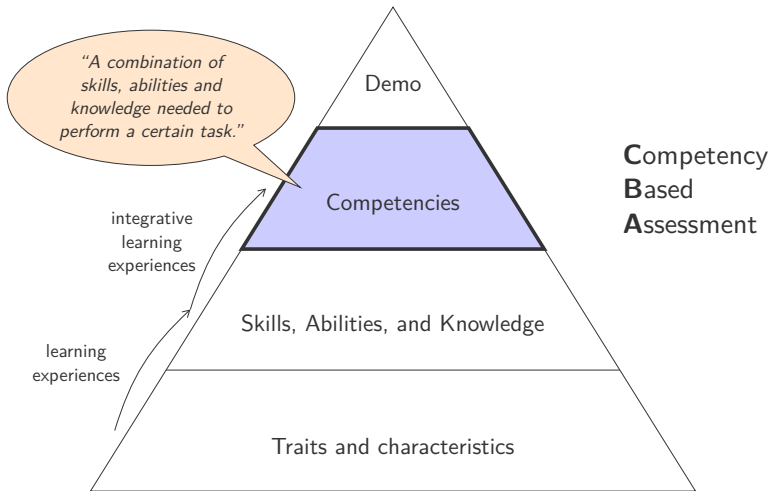 “A combination of
skills, abilities and
knowledge needed to
perform a certain task.”
Demo
Competencies
Competency
Based
Assessment
integrative
learning
experiences
Skills, Abilities, and Knowledge
learning
experiences
Traits and characteristics